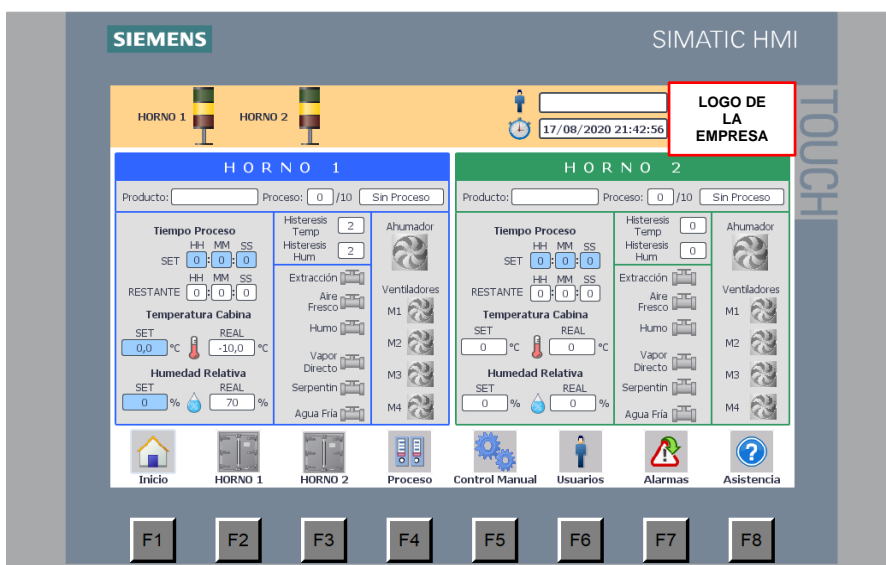 SIEMENS
SIMATIC HMI
TOUCH
HORNO 1
HORNO 2
17/08/2020 21:42:56
LOGO DE
LA
EMPRESA
HORNO 1
Producto:
Proceso: 0 /10 Sin Proceso
Tiempo Proceso
HH MM SS
SET 0 : 0 : 0
HH MM SS
RESTANTE 0 : 0 : 0
Temperatura Cabina
SET REAL
0,0 °C -10,0 °C
Humedad Relativa
SET REAL
0 % 70 %
Histeresis
Temp 2
Histeresis
Hum 2
Extracción
Aire
Fresco
Humo
Vapor
Directo
Serpentin
Agua Fría
Ahumador
Ventiladores
M1
M2
M3
M4
HORNO 2
Producto:
Proceso: 0 /10 Sin Proceso
Tiempo Proceso
HH MM SS
SET 0 : 0 : 0
HH MM SS
RESTANTE 0 : 0 : 0
Temperatura Cabina
SET REAL
0 °C 0 °C
Humedad Relativa
SET REAL
0 % 0 %
Histeresis
Temp 0
Histeresis
Hum 0
Extracción
Aire
Fresco
Humo
Vapor
Directo
Serpentin
Agua Fría
Ahumador
Ventiladores
M1
M2
M3
M4
Inicio
HORNO 1
HORNO 2
Proceso
Control Manual
Usuarios
Alarmas
Asistencia
F1
F2
F3
F4
F5
F6
F7
F8